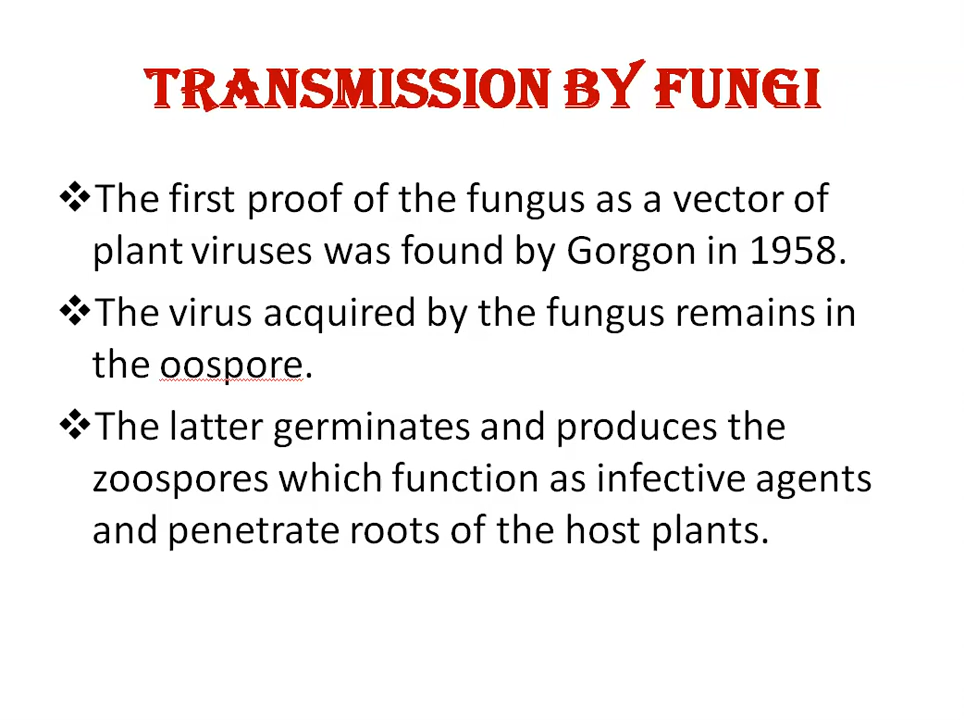 TRANSMISSION BY FUNGI
❖The first proof of the fungus as a vector of
plant viruses was found by Gorgon in 1958.
❖The virus acquired by the fungus remains in
the oospore.
❖The latter germinates and produces the
zoospores which function as infective agents
and penetrate roots of the host plants.